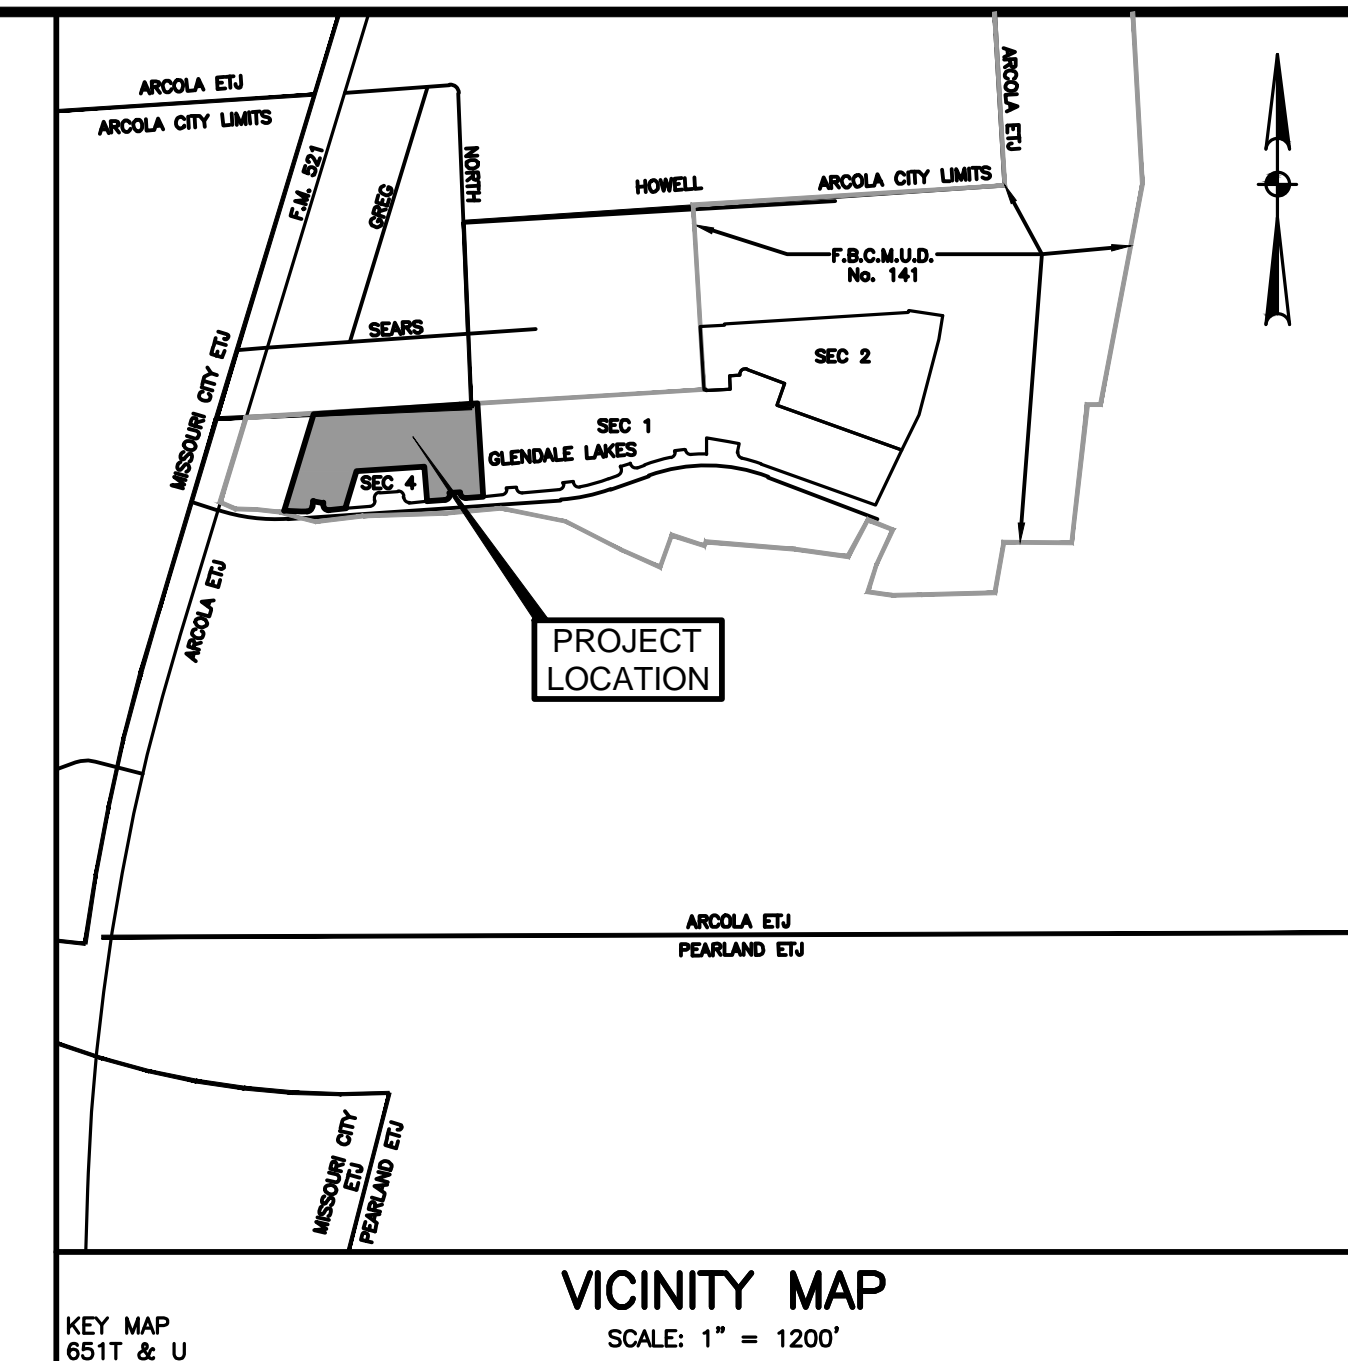 ARCOLA ETJ
ARCOLA CITY LIMITS
F.M. 521
GREG
NORTH
HOWELL
ARCOLA CITY LIMITS
ARCOLA ETJ
F.B.C.M.U.D.
No. 141
SEARS
SEC 2
MISSOURI CITY ETJ
SEC 1
GLENDALE LAKES
SEC 4
ARCOLA ETJ
PROJECT
LOCATION
ARCOLA ETJ
PEARLAND ETJ
MISSOURI CITY
ETJ
PEARLAND ETJ
VICINITY MAP
SCALE: 1" = 1200'
KEY MAP
651T & U